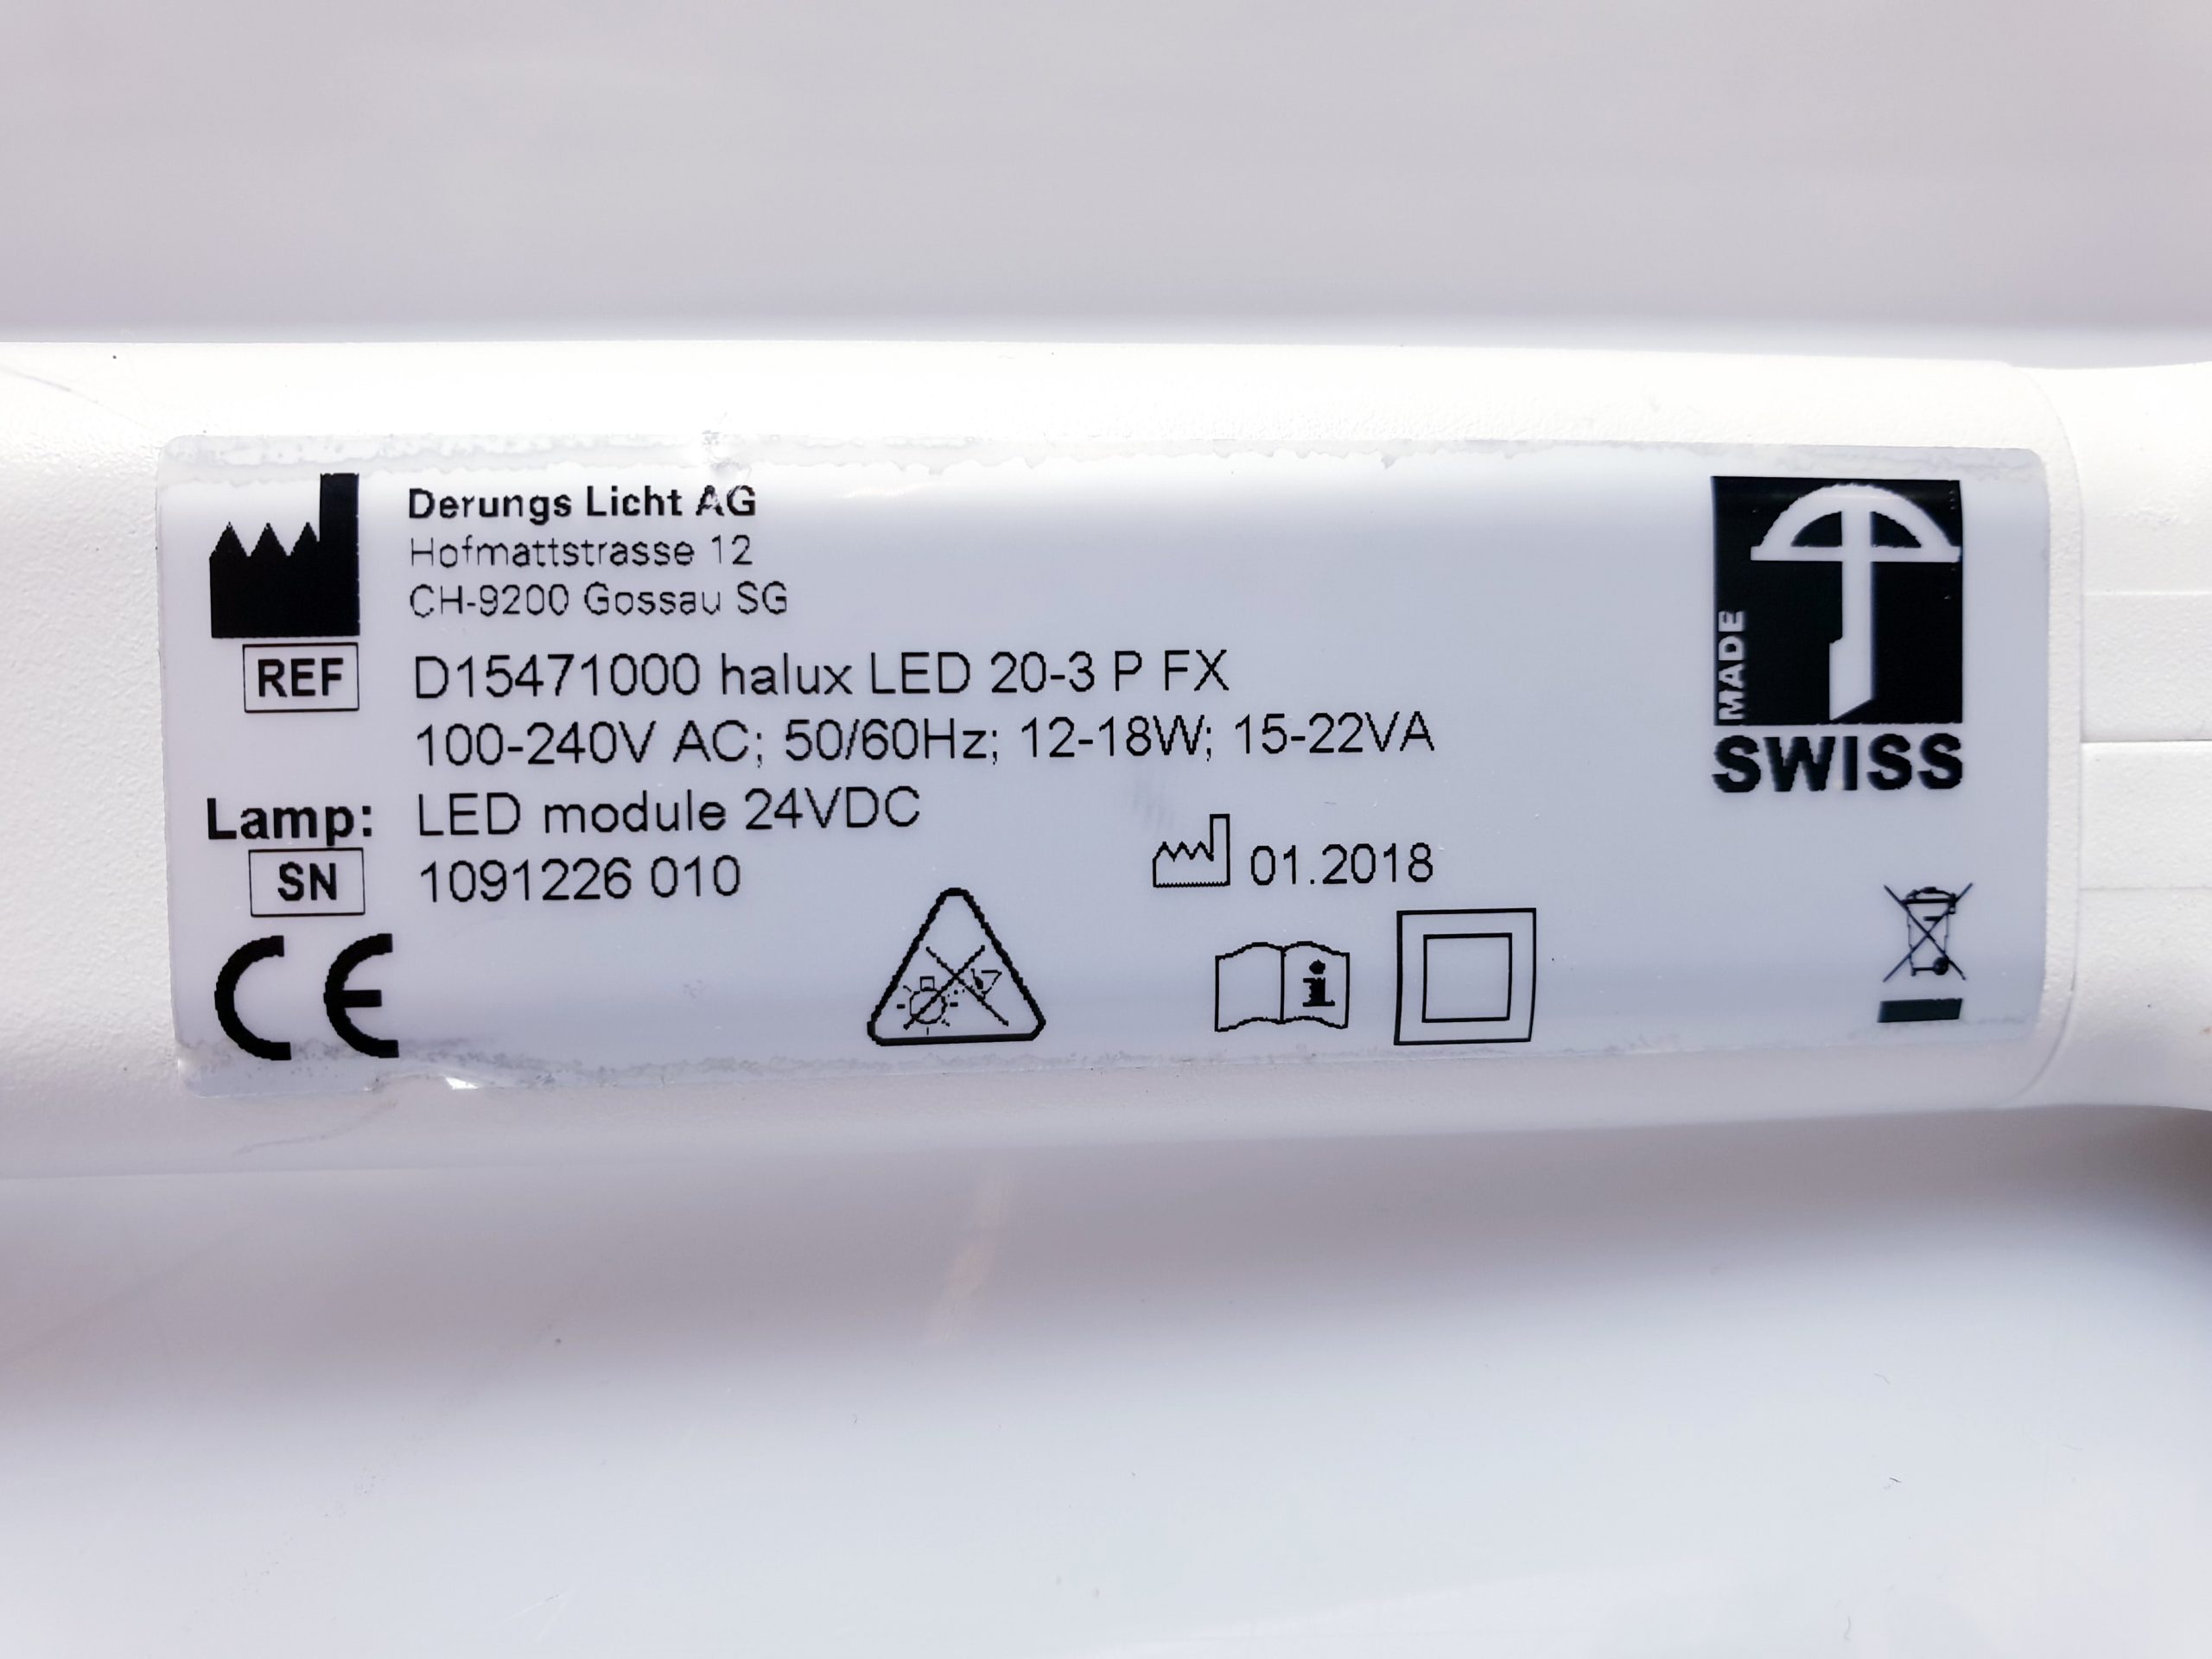 Derungs Licht AG
Hofmattstrasse 12
CH-9200 Gossau SG
REF D15471000 halux LED 20-3 P FX
100-240V AC; 50/60Hz; 12-18W; 15-22VA
Lamp: LED module 24VDC
SN 1091226 010
01.2018
CE
i
MADE
SWISS